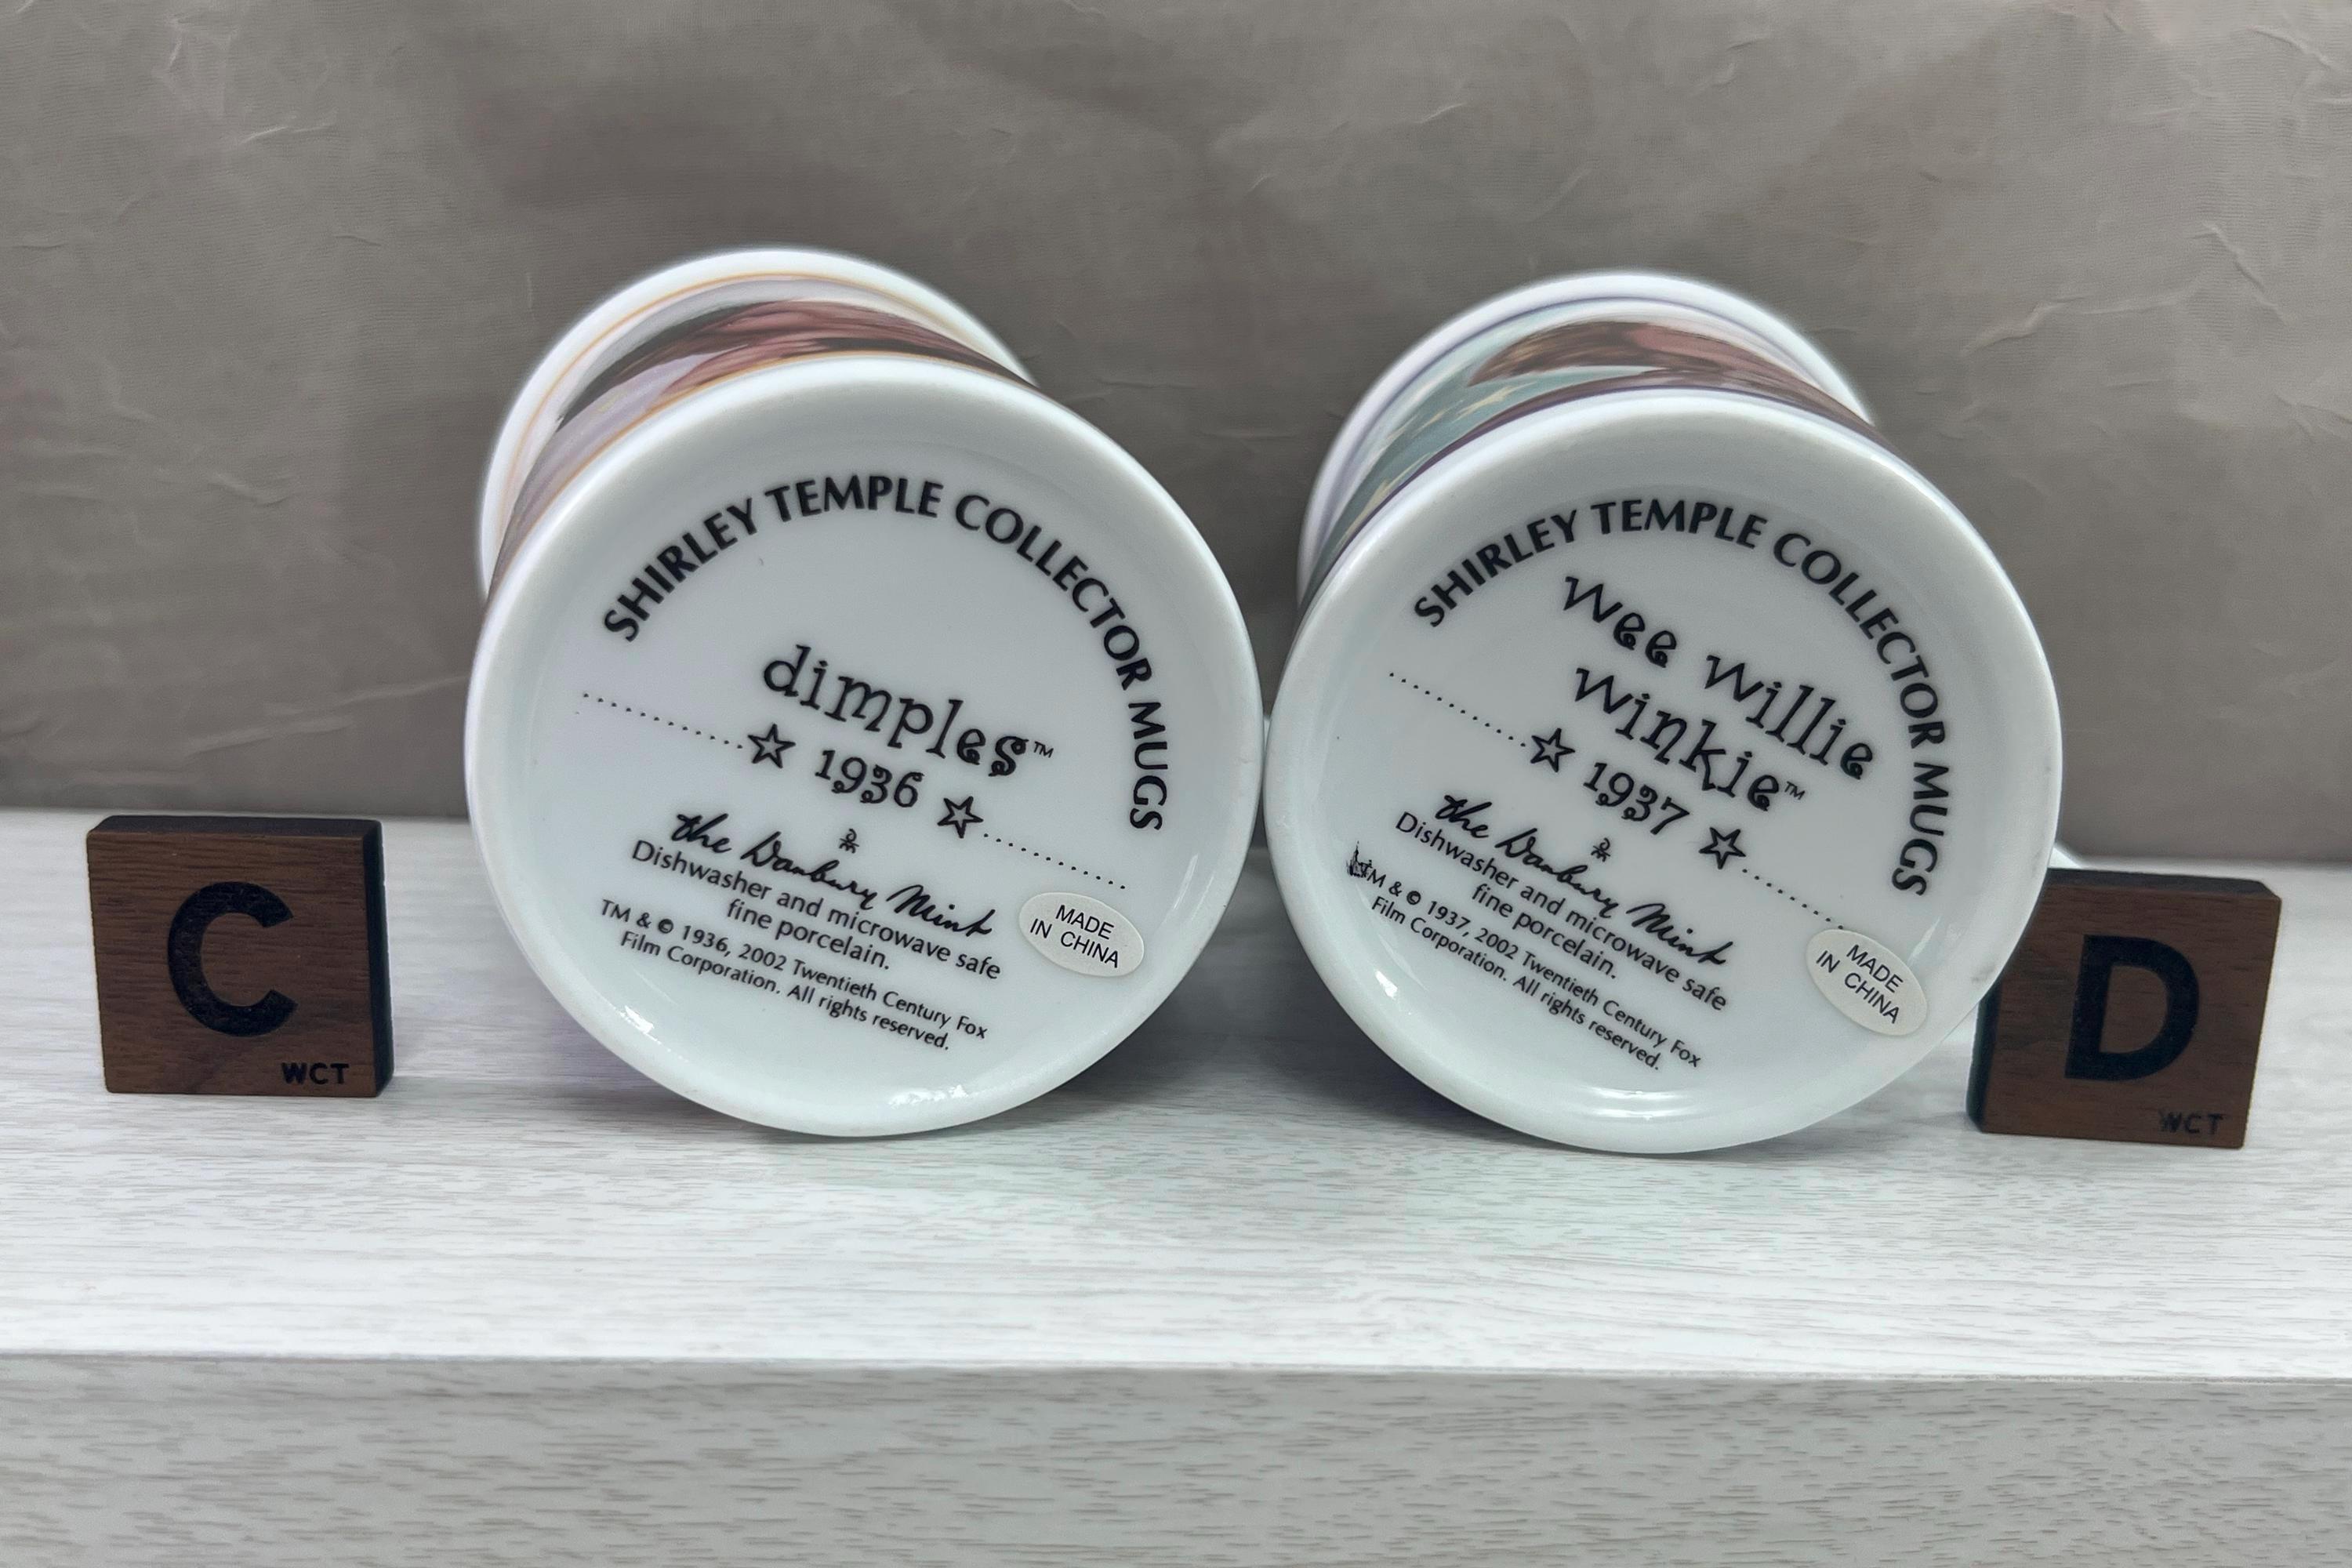 C
WCT
SHIRLEY TEMPLE COLLECTOR MUGS
dimples™
☆ 1936 ☆
the Danbury Mint
Dishwasher and microwave safe
fine porcelain.
TM & © 1936, 2002 Twentieth Century Fox
Film Corporation. All rights reserved.
MADE
IN CHINA
SHIRLEY TEMPLE COLLECTOR MUGS
wee willie
winkie™
☆ 1937 ☆
the Danbury Mint
Dishwasher and microwave safe
fine porcelain.
TM & © 1937, 2002 Twentieth Century Fox
Film Corporation. All rights reserved.
MADE
IN CHINA
D
WCT